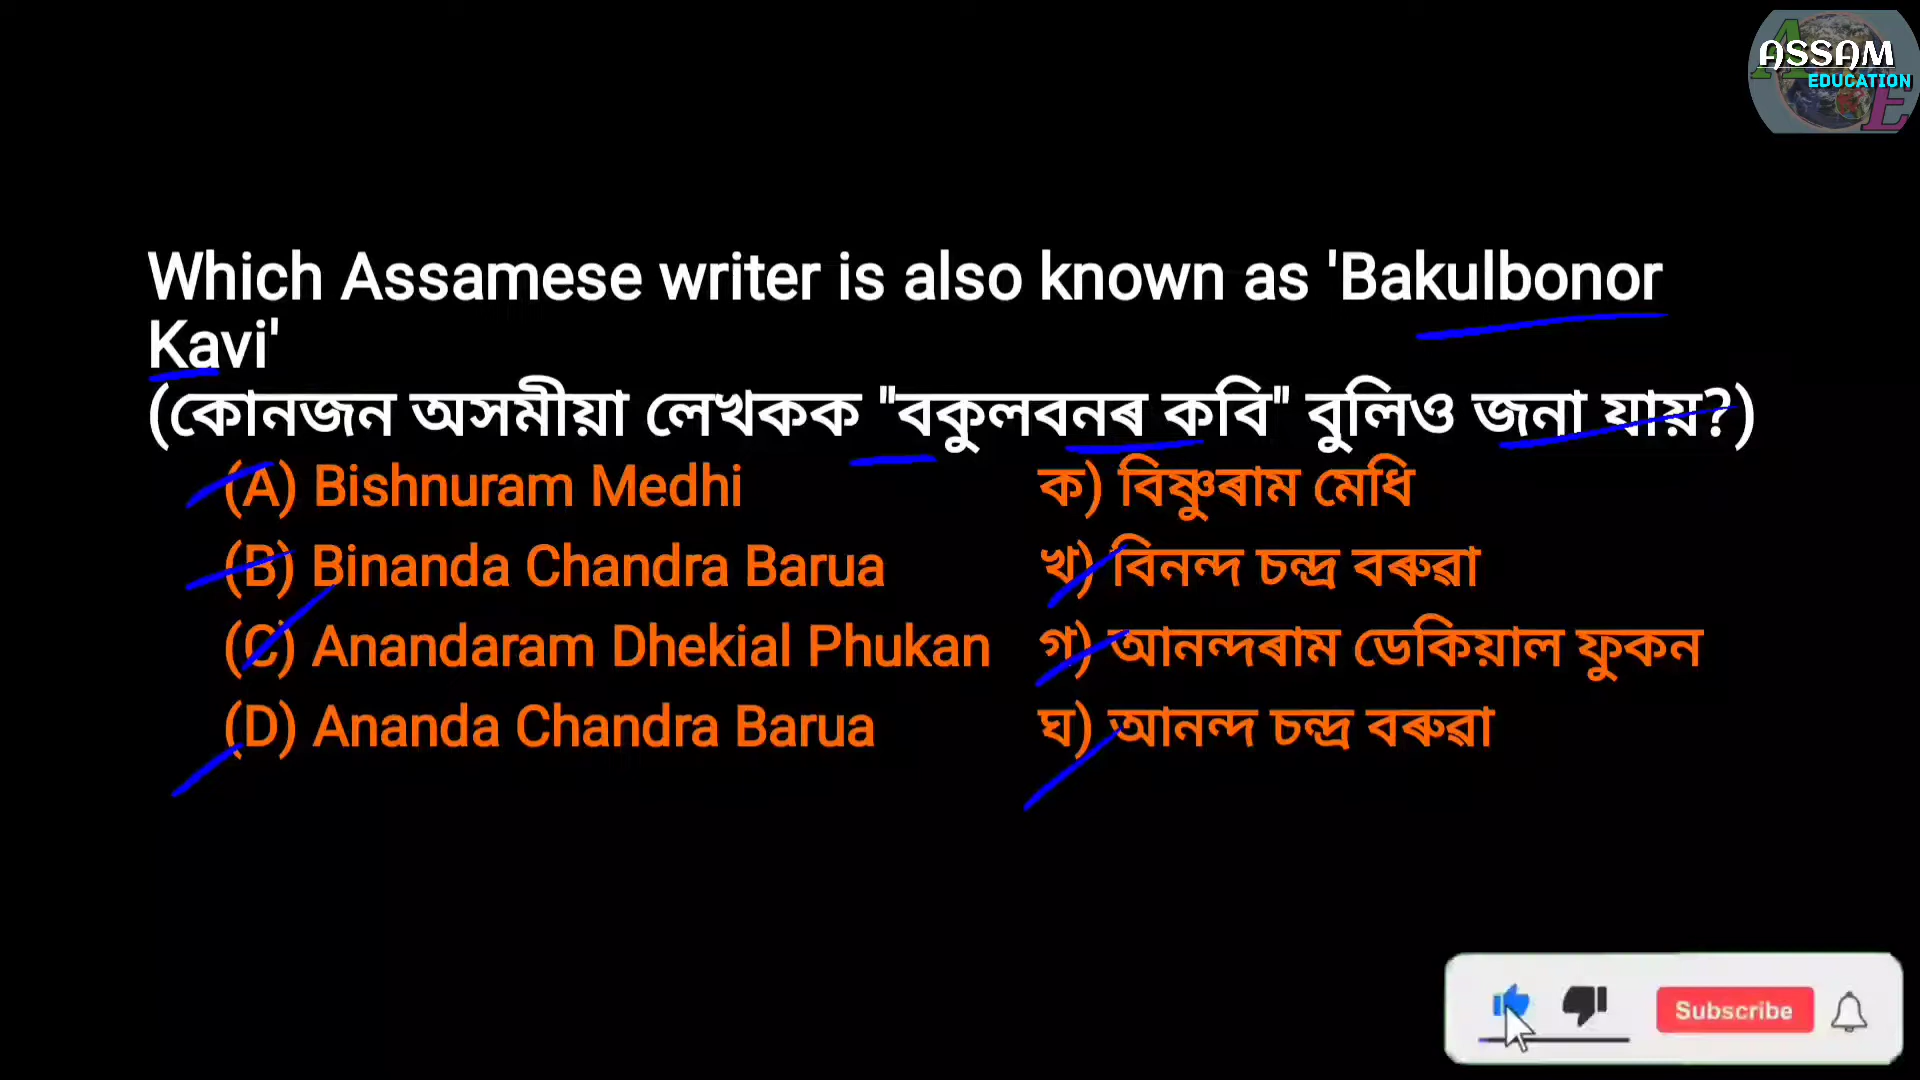 ASSAM
EDUCATION
Which Assamese writer is also known as 'Bakulbonor
Kavi'
(কোনজন অসমীয়া লেখকক "বকুলবনৰ কবি" বুলিও জনা যায়?)
(A) Bishnuram Medhi ক) বিষ্ণুৰাম মেধি
(B) Binanda Chandra Barua খ) বিনন্দ চন্দ্ৰ বৰুৱা
(C) Anandaram Dhekial Phukan গ) আনন্দৰাম ডেকিয়াল ফুকন
(D) Ananda Chandra Barua ঘ) আনন্দ চন্দ্ৰ বৰুৱা
Subscribe